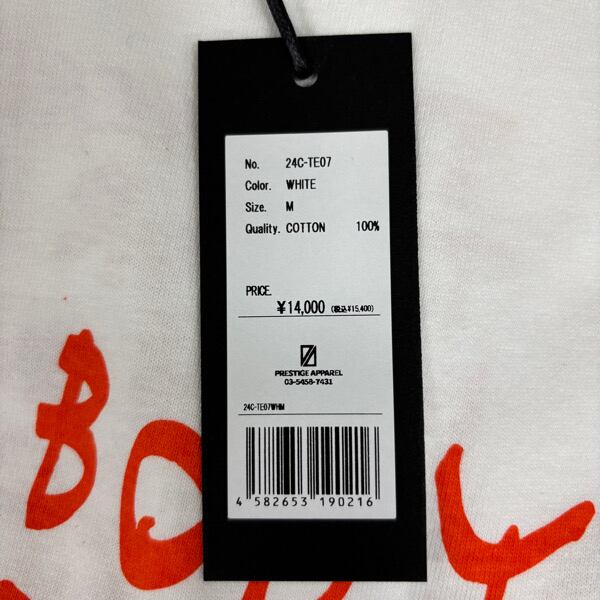 No. 24C-TE07
Color. WHITE
Size. M
Quality. COTTON 100%
PRICE.
¥14,000 (税込¥15,400)
PRESTIGE APPAREL
03-5458-7431
24C-TE07WHM
4 582653 190216
BODY